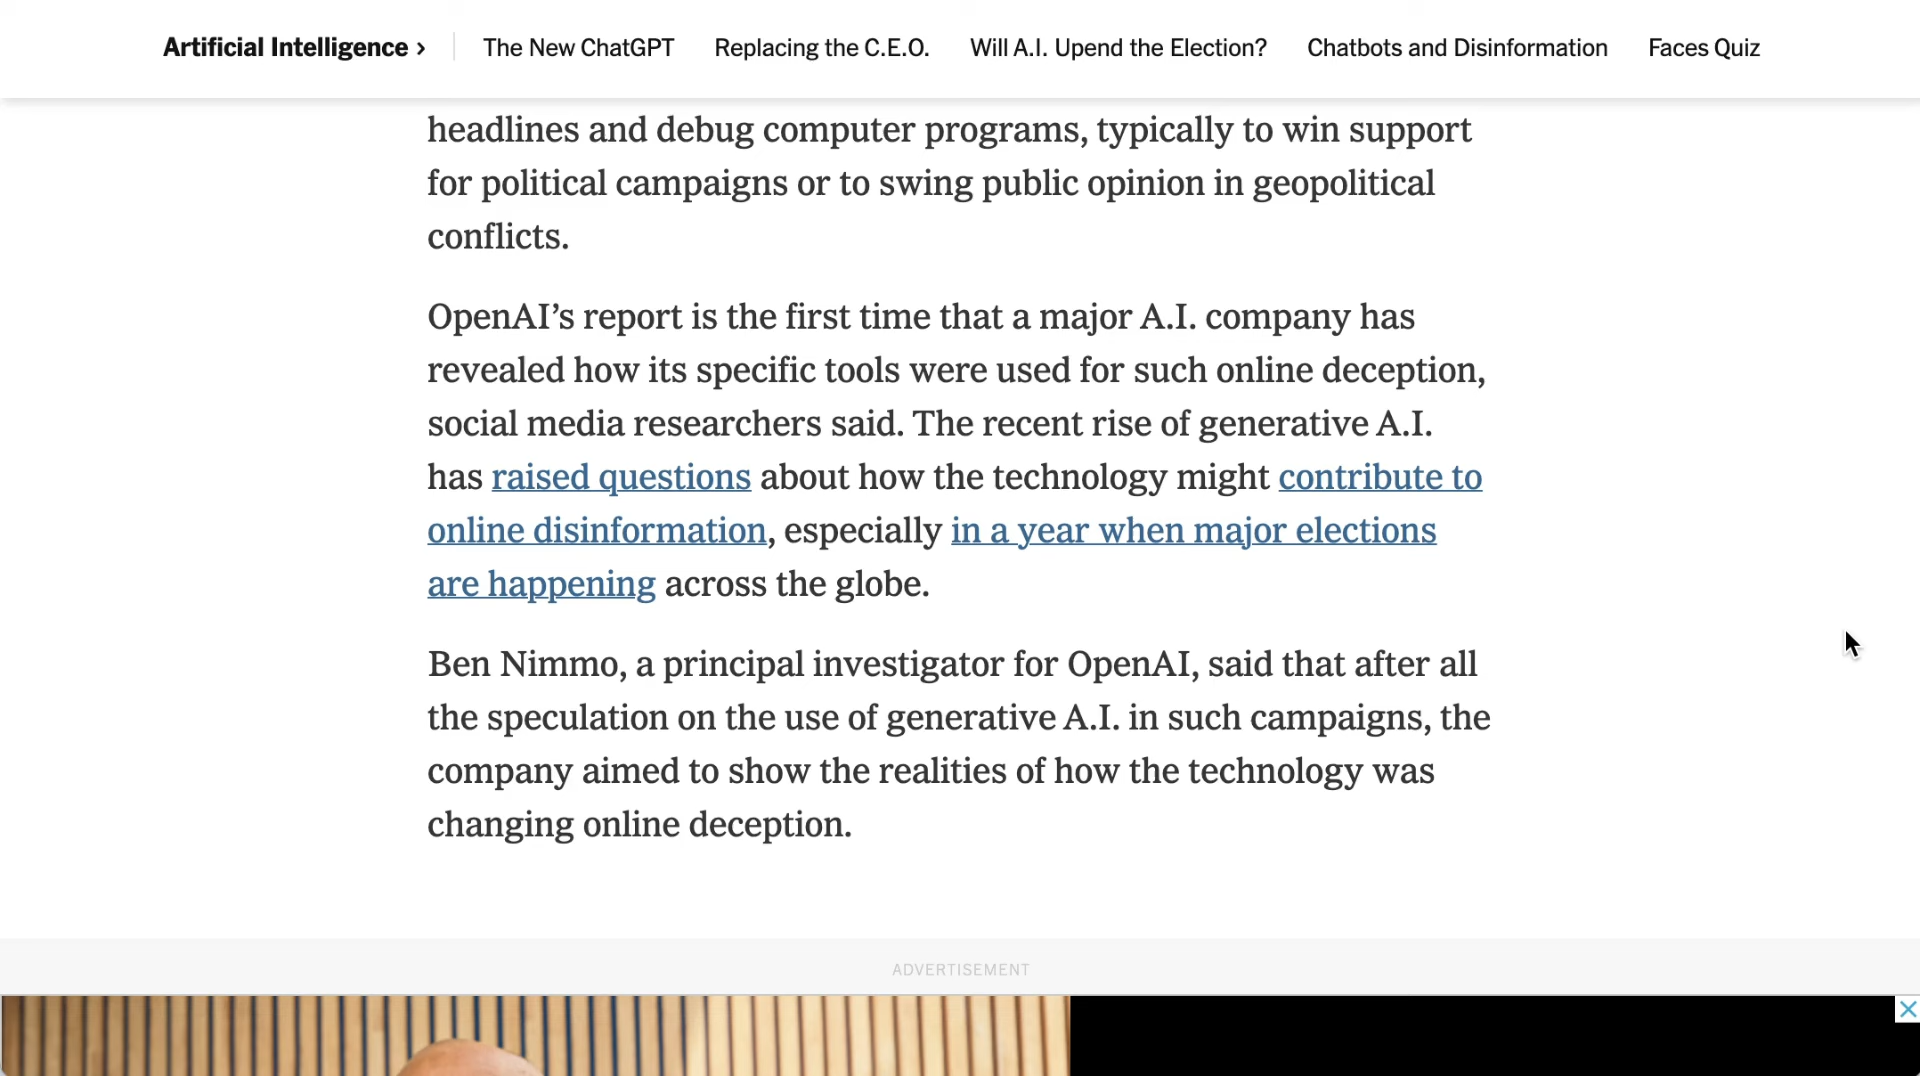 Artificial Intelligence › The New ChatGPT Replacing the C.E.O. Will A.I. Upend the Election? Chatbots and Disinformation Faces Quiz
headlines and debug computer programs, typically to win support
for political campaigns or to swing public opinion in geopolitical
conflicts.
OpenAI’s report is the first time that a major A.I. company has
revealed how its specific tools were used for such online deception,
social media researchers said. The recent rise of generative A.I.
has raised questions about how the technology might contribute to
online disinformation, especially in a year when major elections
are happening across the globe.
Ben Nimmo, a principal investigator for OpenAI, said that after all
the speculation on the use of generative A.I. in such campaigns, the
company aimed to show the realities of how the technology was
changing online deception.
ADVERTISEMENT